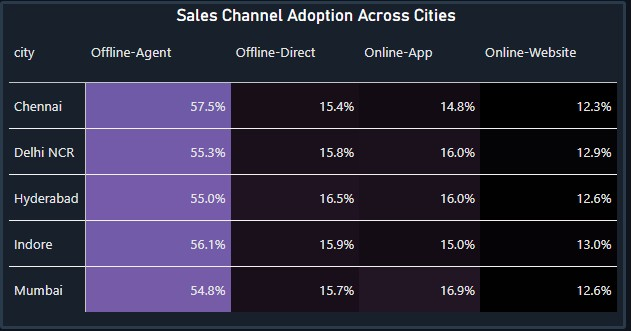 Sales Channel Adoption Across Cities
city Offline-Agent Offline-Direct Online-App Online-Website
Chennai 57.5% 15.4% 14.8% 12.3%
Delhi NCR 55.3% 15.8% 16.0% 12.9%
Hyderabad 55.0% 16.5% 16.0% 12.6%
Indore 56.1% 15.9% 15.0% 13.0%
Mumbai 54.8% 15.7% 16.9% 12.6%